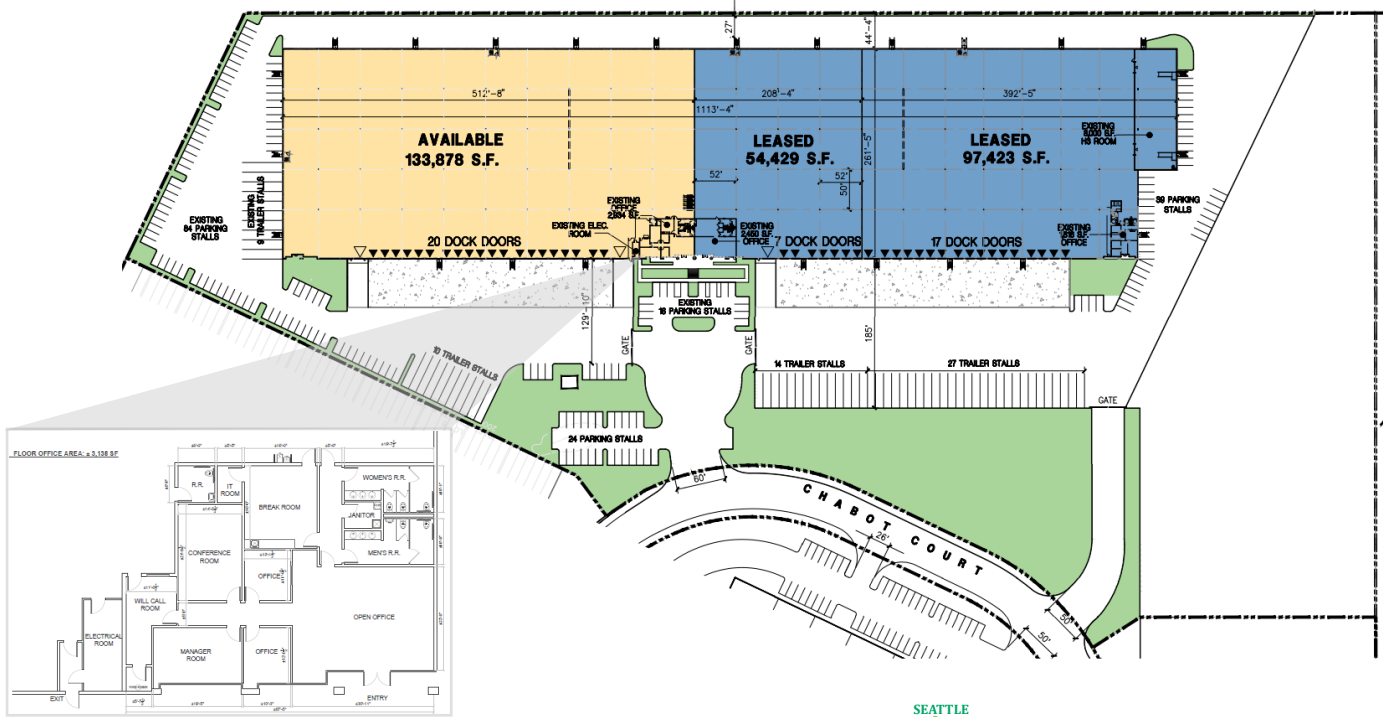 27'
44'-4"
512'-8"
208'-4"
392'-5"
1113'-4"
AVAILABLE
133,878 S.F.
LEASED
54,429 S.F.
LEASED
97,423 S.F.
261'-5"
EXISTING
H3 ROOM
52'
52'
50'
EXISTING
84 PARKING
STALLS
EXISTING
9 TRAILER STALLS
39 PARKING
STALLS
EXISTING
OFFICE
EXISTING ELEC.
ROOM
EXISTING
2,450 S.F.
OFFICE
EXISTING
OFFICE
20 DOCK DOORS
7 DOCK DOORS
17 DOCK DOORS
129'-10"
EXISTING
18 PARKING STALLS
185'
GATE
GATE
10 TRAILER STALLS
14 TRAILER STALLS
27 TRAILER STALLS
GATE
24 PARKING STALLS
60'
CHABOT COURT
26'
50'
50'
FLOOR OFFICE AREA: ± 3,138 SF
R.R.
IT
ROOM
BREAK ROOM
WOMEN'S R.R.
JANITOR
MEN'S R.R.
CONFERENCE
ROOM
OFFICE
WILL CALL
ROOM
ELECTRICAL
ROOM
OPEN OFFICE
MANAGER
ROOM
OFFICE
EXIT
ENTRY
SEATTLE